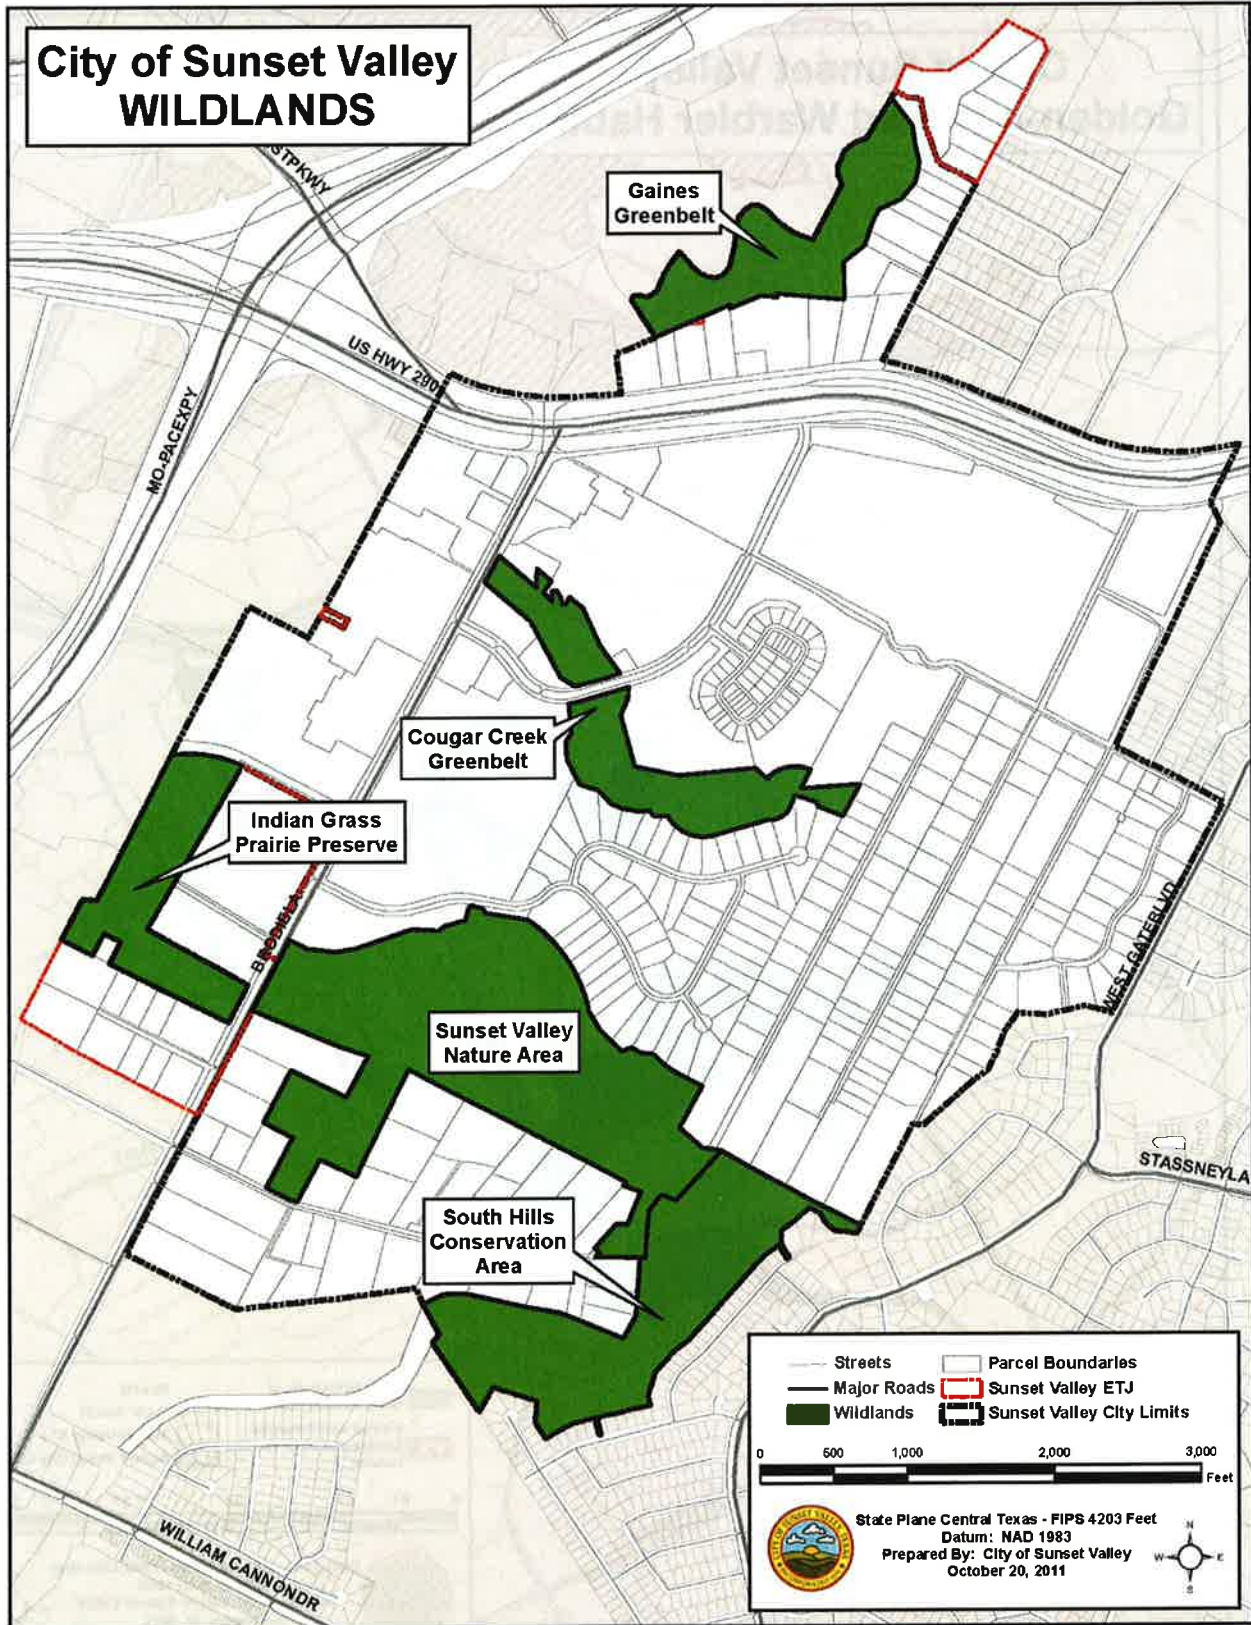 City of Sunset Valley
WILDLANDS
STPKWY
Gaines
Greenbelt
US HWY 290
MO-PACEXPY
Cougar Creek
Greenbelt
Indian Grass
Prairie Preserve
WEST GATEBLVD
Sunset Valley
Nature Area
STASSNEYLA
South Hills
Conservation
Area
Streets
Parcel Boundaries
Major Roads
Sunset Valley ETJ
Wildlands
Sunset Valley City Limits
0 500 1,000 2,000 3,000
Feet
State Plane Central Texas - FIPS 4203 Feet
Datum: NAD 1983
Prepared By: City of Sunset Valley
October 20, 2011
N
W E
S
WILLIAM CANNONDR